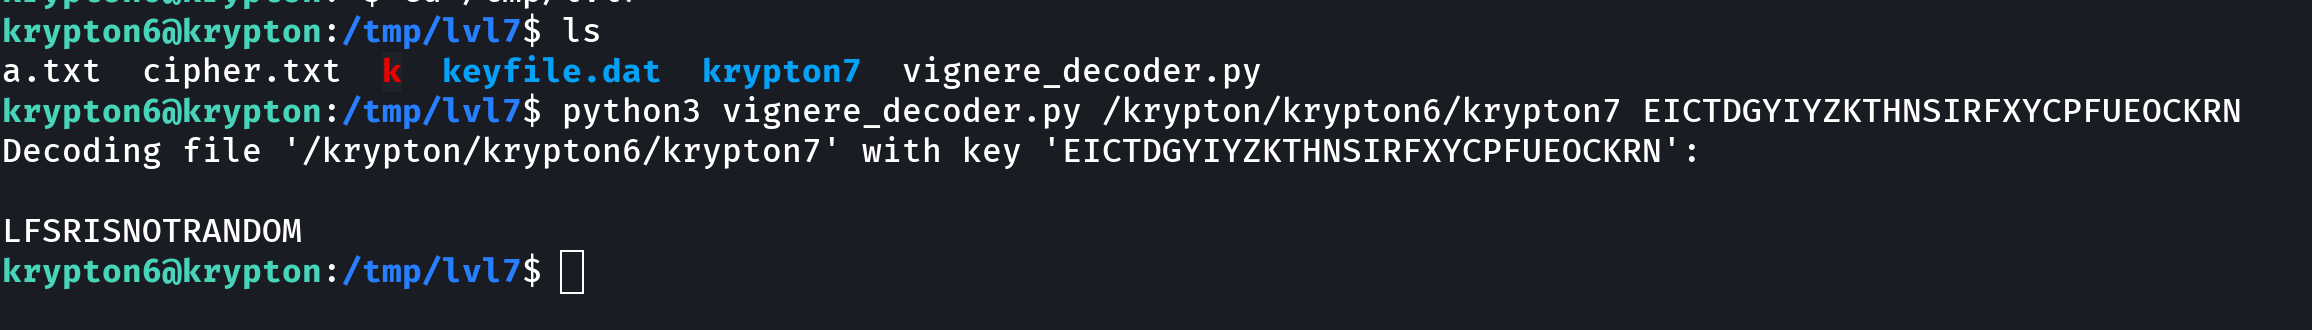 krypton6@krypton:/tmp/lvl7$ ls
a.txt  cipher.txt  k  keyfile.dat  krypton7  vignere_decoder.py
krypton6@krypton:/tmp/lvl7$ python3 vignere_decoder.py /krypton/krypton6/krypton7 EICTDGYIYZKTHNSIRFXYCPFUEOCKRN
Decoding file '/krypton/krypton6/krypton7' with key 'EICTDGYIYZKTHNSIRFXYCPFUEOCKRN':
LFSRISNOTRANDOM
krypton6@krypton:/tmp/lvl7$